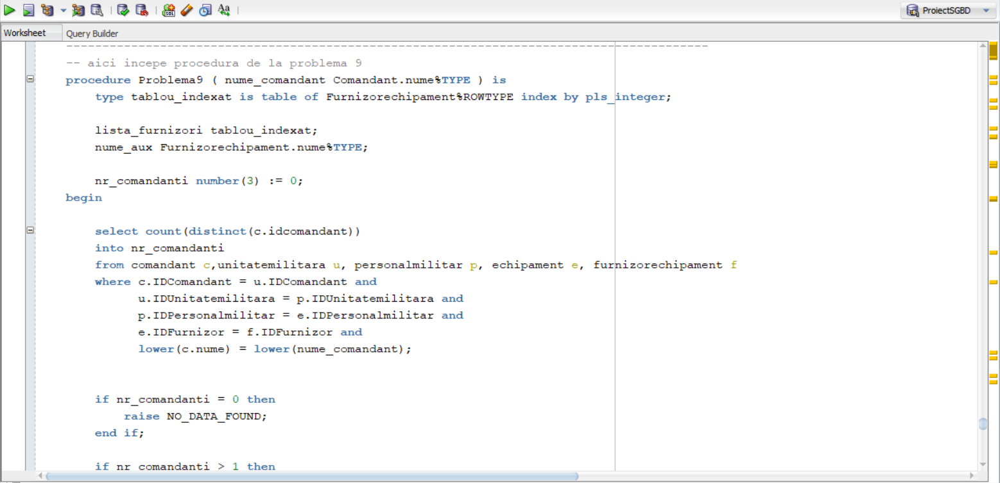 ProiectSGBD
Worksheet Query Builder
-----------------------------------------------------------------------------------------
-- aici incepe procedura de la problema 9
procedure Problema9 ( nume_comandant Comandant.nume%TYPE ) is
    type tablou_indexat is table of Furnizorechipament%ROWTYPE index by pls_integer;
    lista_furnizori tablou_indexat;
    nume_aux Furnizorechipament.nume%TYPE;
    nr_comandanti number(3) := 0;
begin
    select count(distinct(c.idcomandant))
    into nr_comandanti
    from comandant c,unitatemilitara u, personalmilitar p, echipament e, furnizorechipament f
    where c.IDComandant = u.IDComandant and
          u.IDUnitatemilitara = p.IDUnitatemilitara and
          p.IDPersonalmilitar = e.IDPersonalmilitar and
          e.IDFurnizor = f.IDFurnizor and
          lower(c.nume) = lower(nume_comandant);
    if nr_comandanti = 0 then
        raise NO_DATA_FOUND;
    end if;
    if nr_comandanti > 1 then